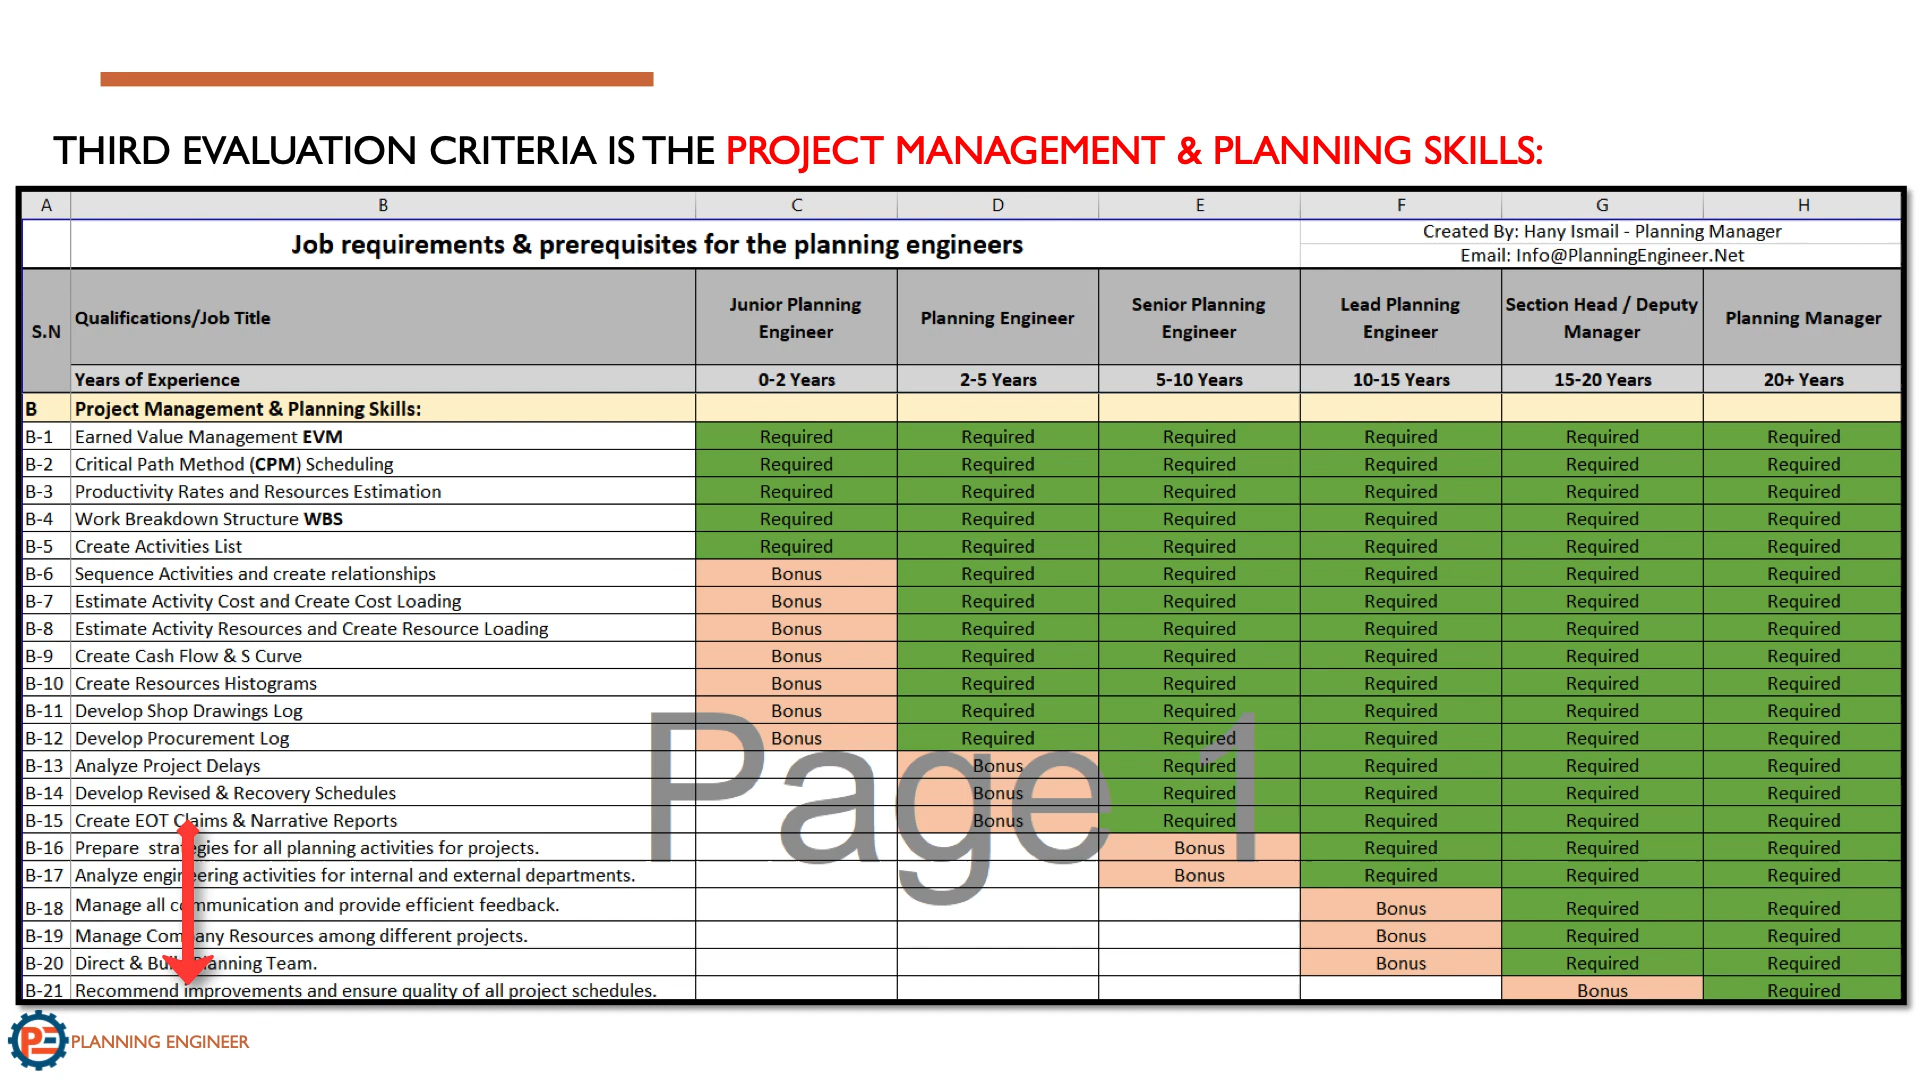 THIRD EVALUATION CRITERIA IS THE PROJECT MANAGEMENT & PLANNING SKILLS:
A B C D E F G H
Job requirements & prerequisites for the planning engineers
Created By: Hany Ismail - Planning Manager
Email: Info@PlanningEngineer.Net
S.N Qualifications/Job Title Junior Planning Engineer Planning Engineer Senior Planning Engineer Lead Planning Engineer Section Head / Deputy Manager Planning Manager
Years of Experience 0-2 Years 2-5 Years 5-10 Years 10-15 Years 15-20 Years 20+ Years
B Project Management & Planning Skills:
B-1 Earned Value Management EVM Required Required Required Required Required Required
B-2 Critical Path Method (CPM) Scheduling Required Required Required Required Required Required
B-3 Productivity Rates and Resources Estimation Required Required Required Required Required Required
B-4 Work Breakdown Structure WBS Required Required Required Required Required Required
B-5 Create Activities List Required Required Required Required Required Required
B-6 Sequence Activities and create relationships Bonus Required Required Required Required Required
B-7 Estimate Activity Cost and Create Cost Loading Bonus Required Required Required Required Required
B-8 Estimate Activity Resources and Create Resource Loading Bonus Required Required Required Required Required
B-9 Create Cash Flow & S Curve Bonus Required Required Required Required Required
B-10 Create Resources Histograms Bonus Required Required Required Required Required
B-11 Develop Shop Drawings Log Bonus Required Required Required Required Required
B-12 Develop Procurement Log Bonus Required Required Required Required Required
B-13 Analyze Project Delays Bonus Required Required Required Required
B-14 Develop Revised & Recovery Schedules Bonus Required Required Required Required
B-15 Create EOT Claims & Narrative Reports Bonus Required Required Required Required
B-16 Prepare strategies for all planning activities for projects. Bonus Required Required Required
B-17 Analyze engineering activities for internal and external departments. Bonus Required Required Required
B-18 Manage all communication and provide efficient feedback. Bonus Required Required
B-19 Manage Company Resources among different projects. Bonus Required Required
B-20 Direct & Build Planning Team. Bonus Required Required
B-21 Recommend improvements and ensure quality of all project schedules. Bonus Required
Page 1
PE PLANNING ENGINEER